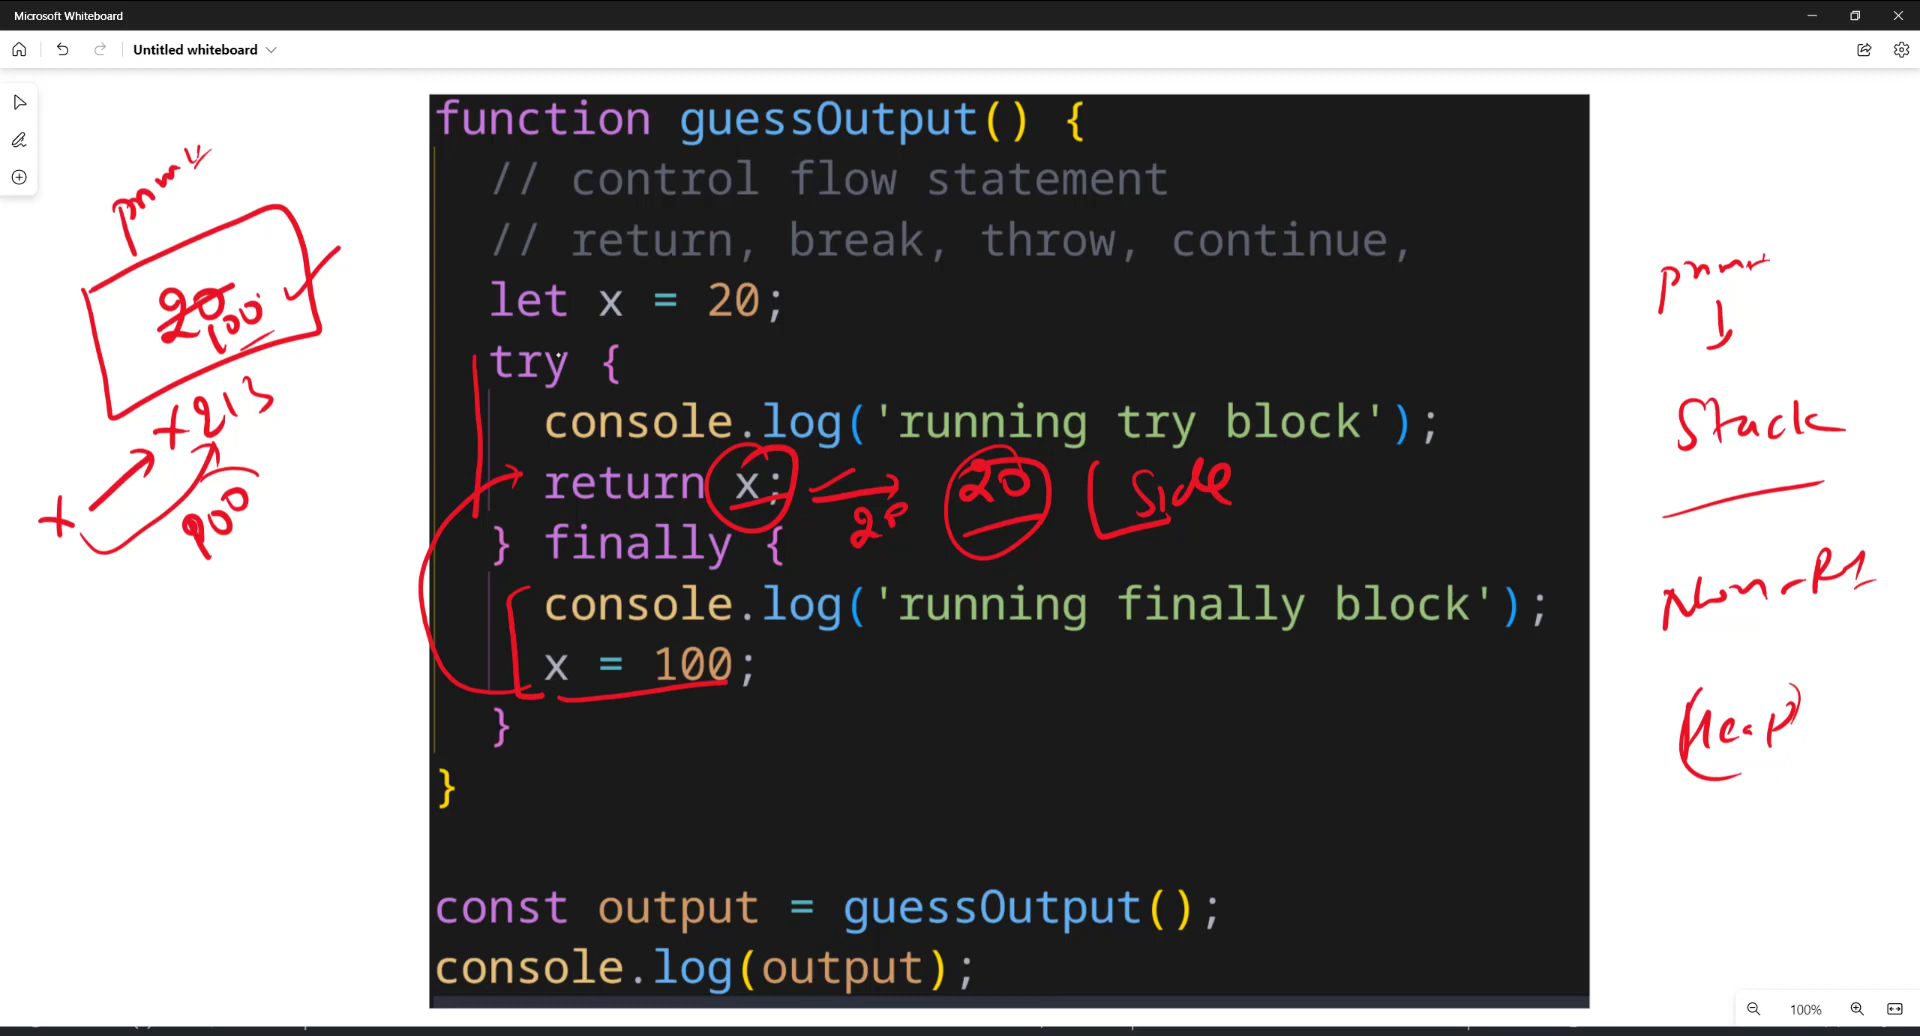 Microsoft Whiteboard
Untitled whiteboard
function guessOutput() {
// control flow statement
// return, break, throw, continue,
let x = 20;
try {
console.log('running try block');
return x;
} finally {
console.log('running finally block');
x = 100;
}
}
const output = guessOutput();
console.log(output);
20
100
x
900
20
20
Side
Stack
Heap
100%